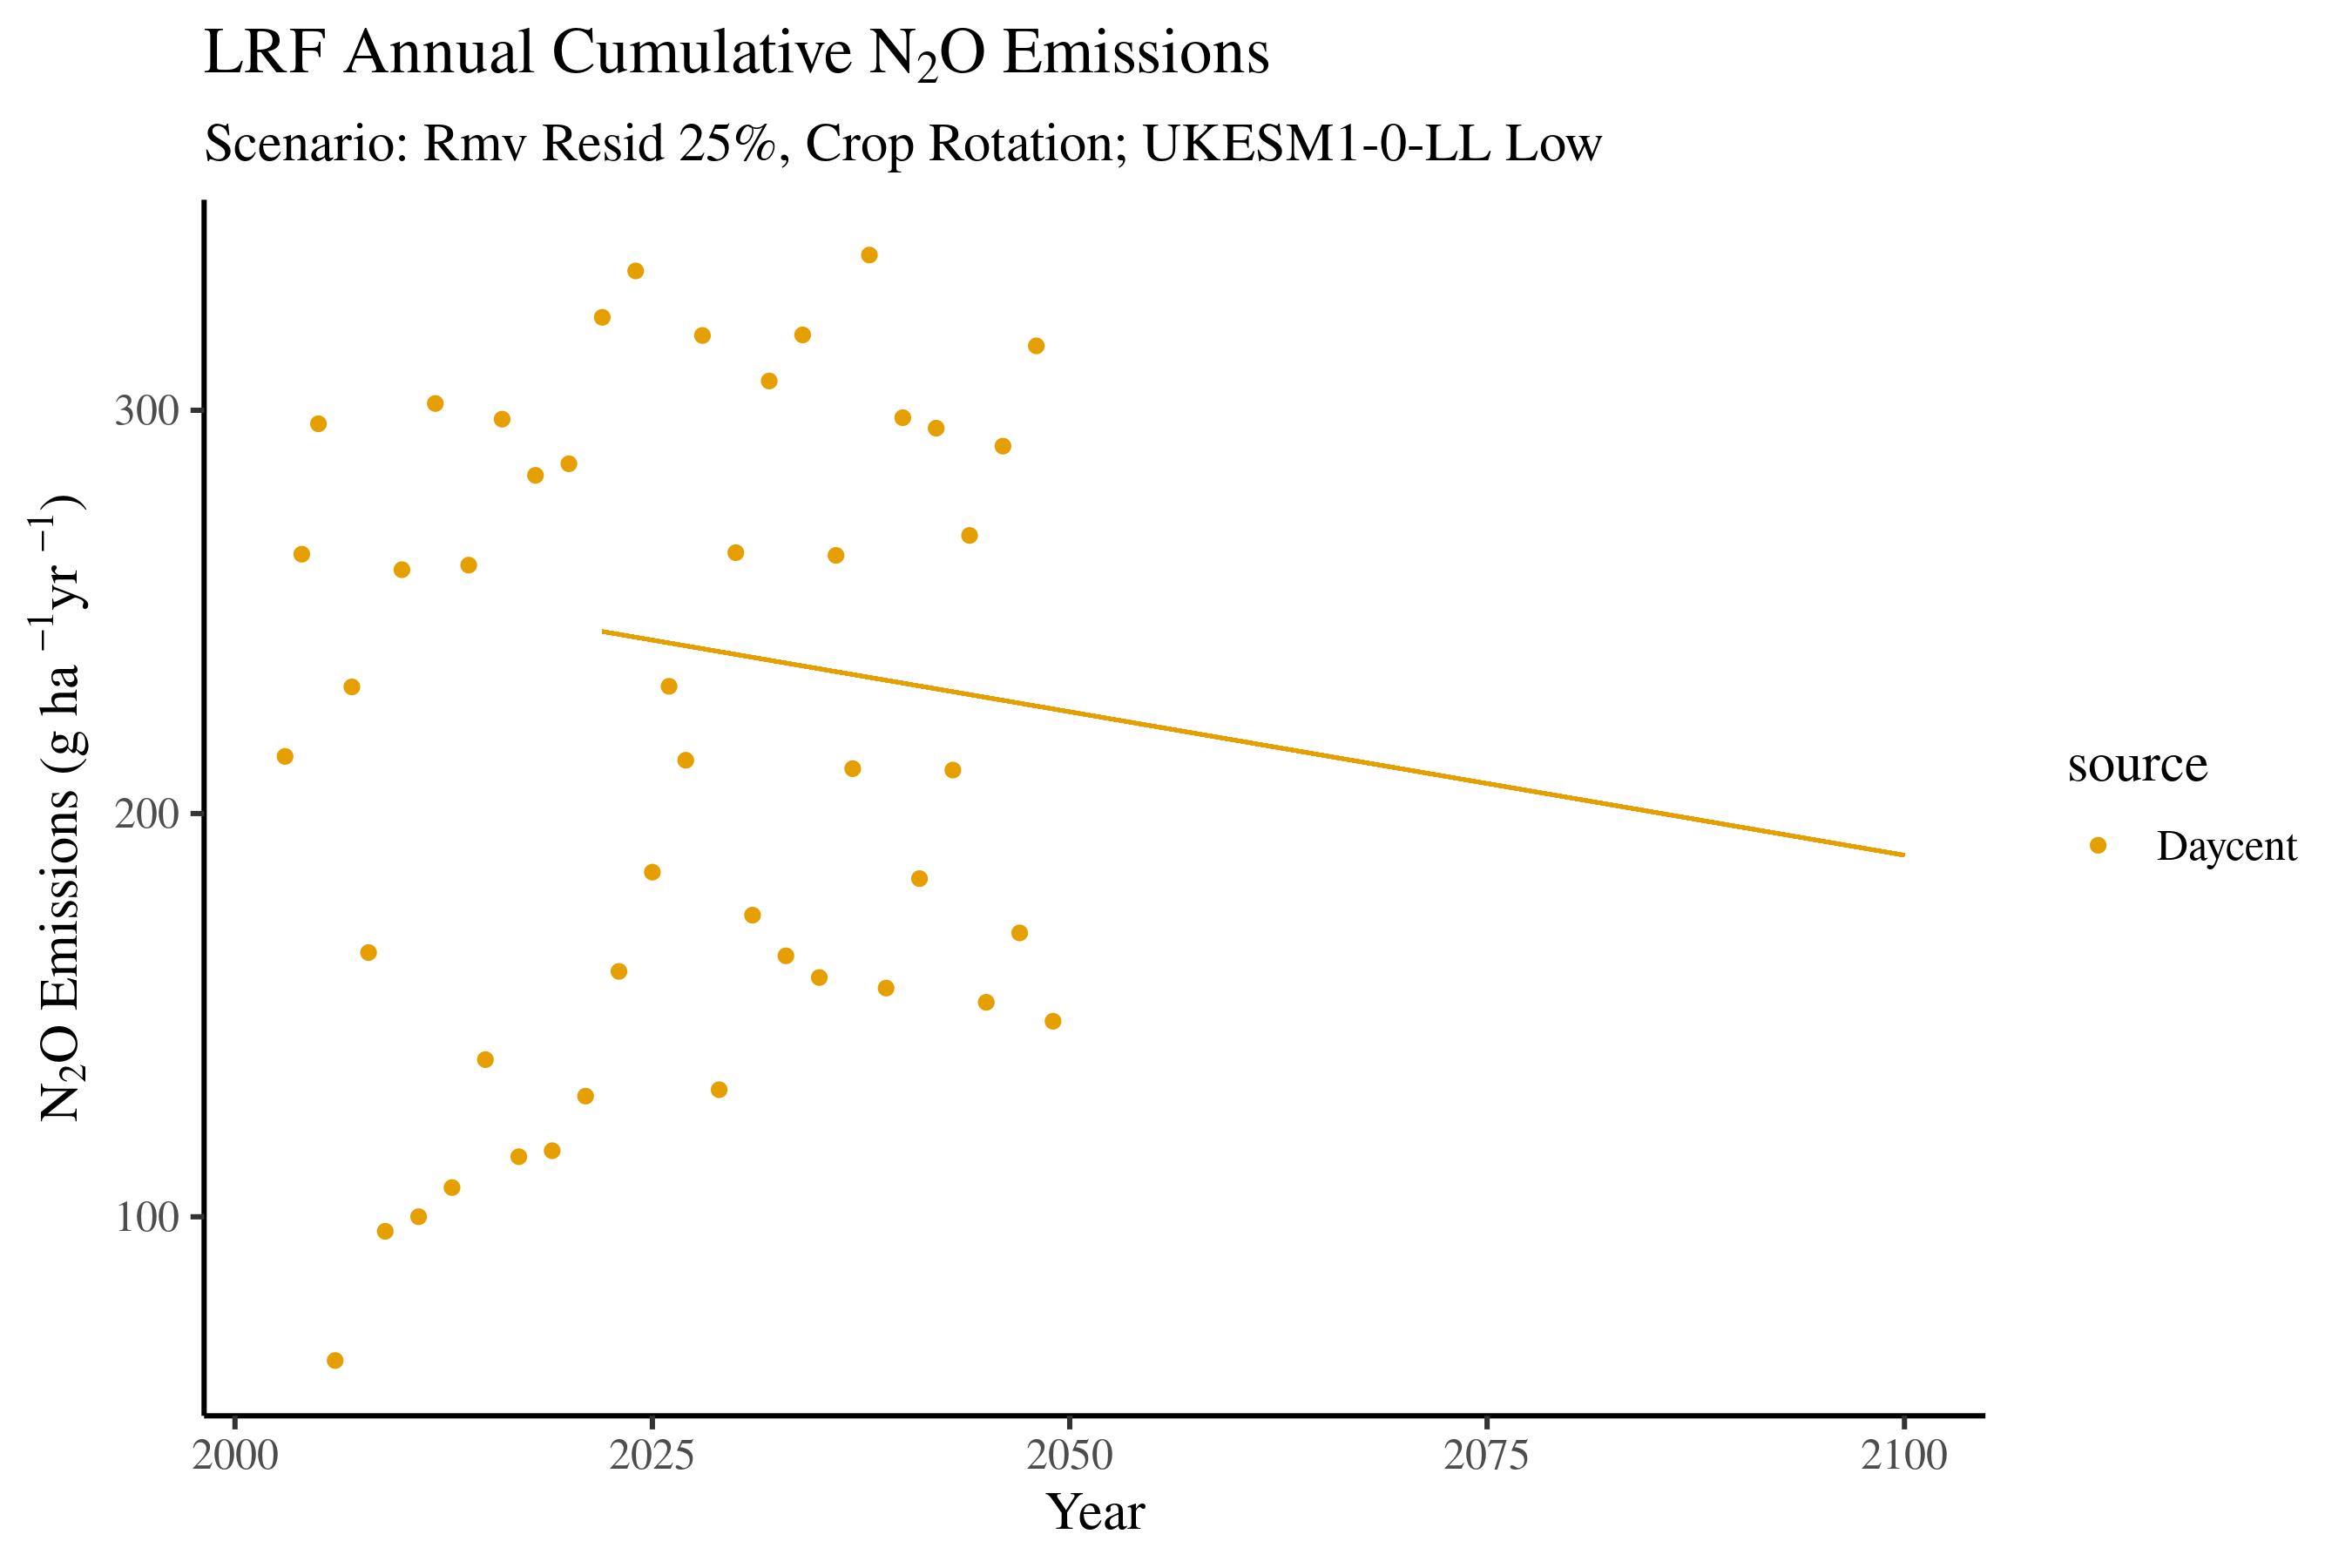 LRF Annual Cumulative N₂O Emissions
Scenario: Rmv Resid 25%, Crop Rotation; UKESM1-0-LL Low
N₂O Emissions (g ha ⁻¹yr ⁻¹)
300
200
100
2000 2025 2050 2075 2100
Year
source
Daycent